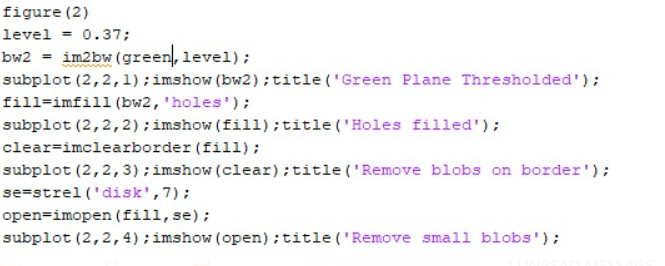 figure(2)
level = 0.37;
bw2 = im2bw(green,level);
subplot(2,2,1);imshow(bw2);title('Green Plane Thresholded');
fill=imfill(bw2,'holes');
subplot(2,2,2);imshow(fill);title('Holes filled');
clear=imclearborder(fill);
subplot(2,2,3);imshow(clear);title('Remove blobs on border');
se=strel('disk',7);
open=imopen(fill,se);
subplot(2,2,4);imshow(open);title('Remove small blobs');